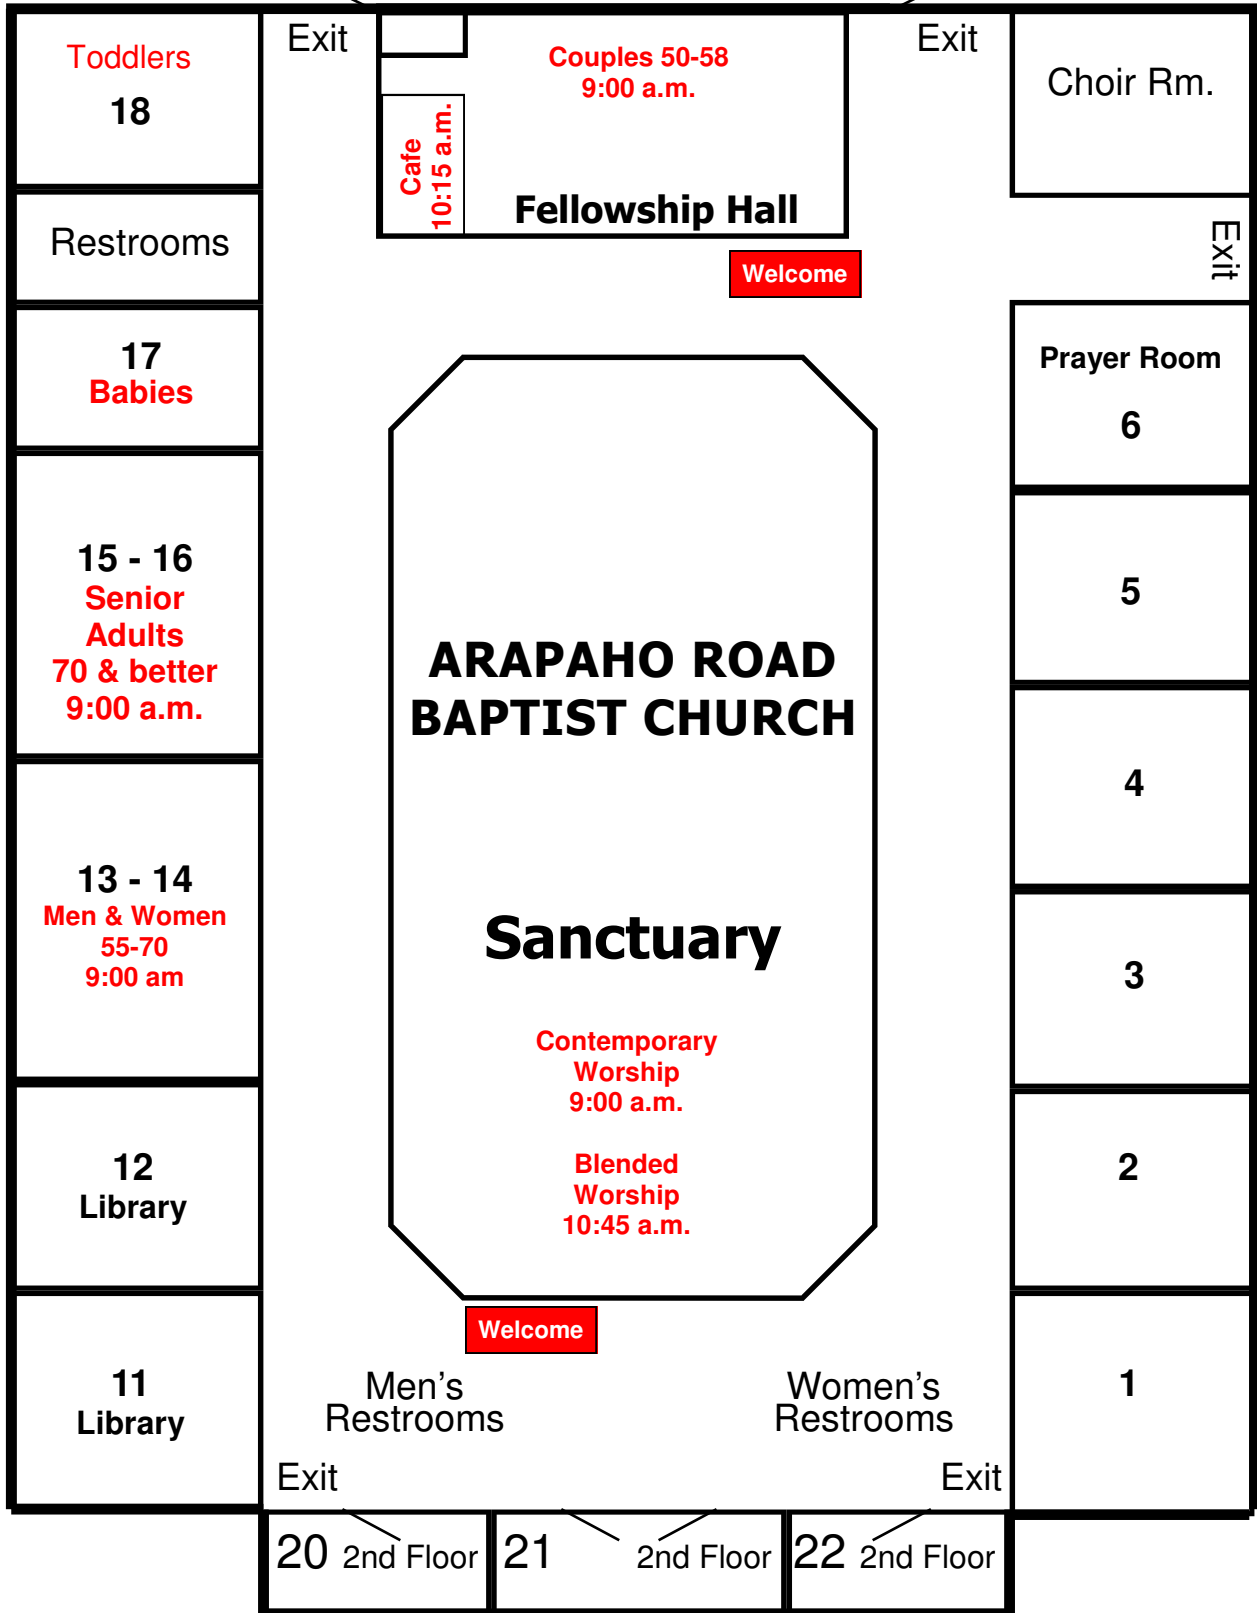 Toddlers
18
Exit
Couples 50-58
9:00 a.m.
Exit
Choir Rm.
Cafe
10:15 a.m.
Fellowship Hall
Restrooms
Welcome
Exit
17
Babies
Prayer Room
6
15 - 16
Senior
Adults
70 & better
9:00 a.m.
5
ARAPAHO ROAD
BAPTIST CHURCH
4
13 - 14
Men & Women
55-70
9:00 am
Sanctuary
3
Contemporary
Worship
9:00 a.m.
Blended
Worship
10:45 a.m.
12
Library
2
Welcome
11
Library
Men's
Restrooms
Women's
Restrooms
1
Exit
Exit
20 2nd Floor
21 2nd Floor
22 2nd Floor